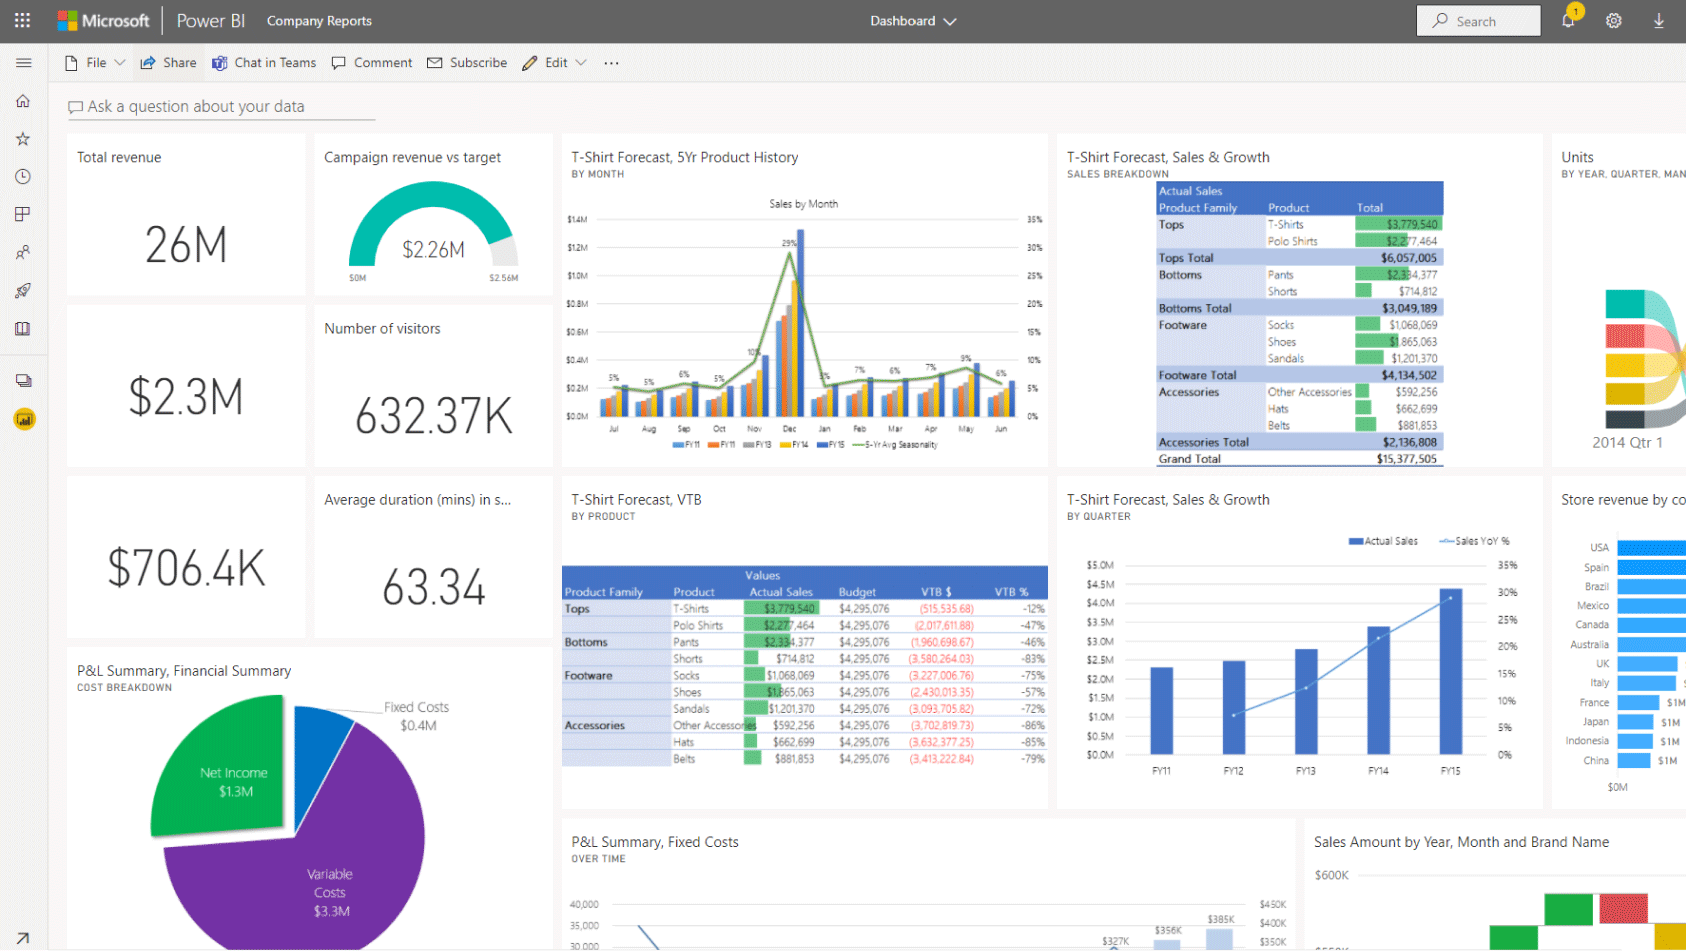 Microsoft Power BI Company Reports Dashboard Search 1
File Share Chat in Teams Comment Subscribe Edit ...
Ask a question about your data
Total revenue
26M
Campaign revenue vs target
$2.26M
$0M $2.56M
$2.3M
Number of visitors
632.37K
$706.4K
Average duration (mins) in s...
63.34
P&L Summary, Financial Summary
COST BREAKDOWN
Fixed Costs
$0.4M
Net Income
$1.3M
Variable
Costs
$3.3M
T-Shirt Forecast, 5Yr Product History
BY MONTH
Sales by Month
$1.4M 35%
$1.2M 29% 30%
$1.0M 25%
$0.8M 20%
$0.6M 15%
$0.4M 10%
$0.2M 5%
$0.0M 0%
5% 5% 6% 5% 10% 7% 6% 7% 9% 6%
Jul Aug Sep Oct Nov Dec Jan Feb Mar Apr May Jun
FY11 FY11 FY13 FY14 FY15 5-Yr Avg Seasonality
T-Shirt Forecast, Sales & Growth
SALES BREAKDOWN
Actual Sales
Product Family Product Total
Tops T-Shirts $3,779,540
Polo Shirts $2,277,464
Tops Total $6,057,005
Bottoms Pants $2,334,377
Shorts $714,812
Bottoms Total $3,049,189
Footware Socks $1,068,069
Shoes $1,865,063
Sandals $1,201,370
Footware Total $4,134,502
Accessories Other Accessories $592,256
Hats $662,699
Belts $881,853
Accessories Total $2,136,808
Grand Total $15,377,505
Units
BY YEAR, QUARTER, MAN
2014 Qtr 1
T-Shirt Forecast, VTB
BY PRODUCT
Values
Product Family Product Actual Sales Budget VTB $ VTB %
Tops T-Shirts $3,779,540 $4,295,076 (515,535.68) -12%
Polo Shirts $2,277,464 $4,295,076 (2,017,611.88) -47%
Bottoms Pants $2,334,377 $4,295,076 (1,960,698.67) -46%
Shorts $714,812 $4,295,076 (3,580,264.03) -83%
Footware Socks $1,068,069 $4,295,076 (3,227,006.76) -75%
Shoes $1,865,063 $4,295,076 (2,430,013.35) -57%
Sandals $1,201,370 $4,295,076 (3,093,705.82) -72%
Accessories Other Accessories $592,256 $4,295,076 (3,702,819.73) -86%
Hats $662,699 $4,295,076 (3,632,377.25) -85%
Belts $881,853 $4,295,076 (3,413,222.84) -79%
T-Shirt Forecast, Sales & Growth
BY QUARTER
Actual Sales Sales YoY %
$5.0M 35%
$4.5M
$4.0M 30%
$3.5M 25%
$3.0M 20%
$2.5M
$2.0M 15%
$1.5M 10%
$1.0M
$0.5M 5%
$0.0M 0%
FY11 FY12 FY13 FY14 FY15
Store revenue by co
USA
Spain
Brazil
Mexico
Canada
Australia
UK
Italy
France $1M
Japan $1M
Indonesia $1M
China $1M
$0M
P&L Summary, Fixed Costs
OVER TIME
40,000 $450K
35,000 $385K $400K
30,000 $327K $356K $350K
Sales Amount by Year, Month and Brand Name
$600K